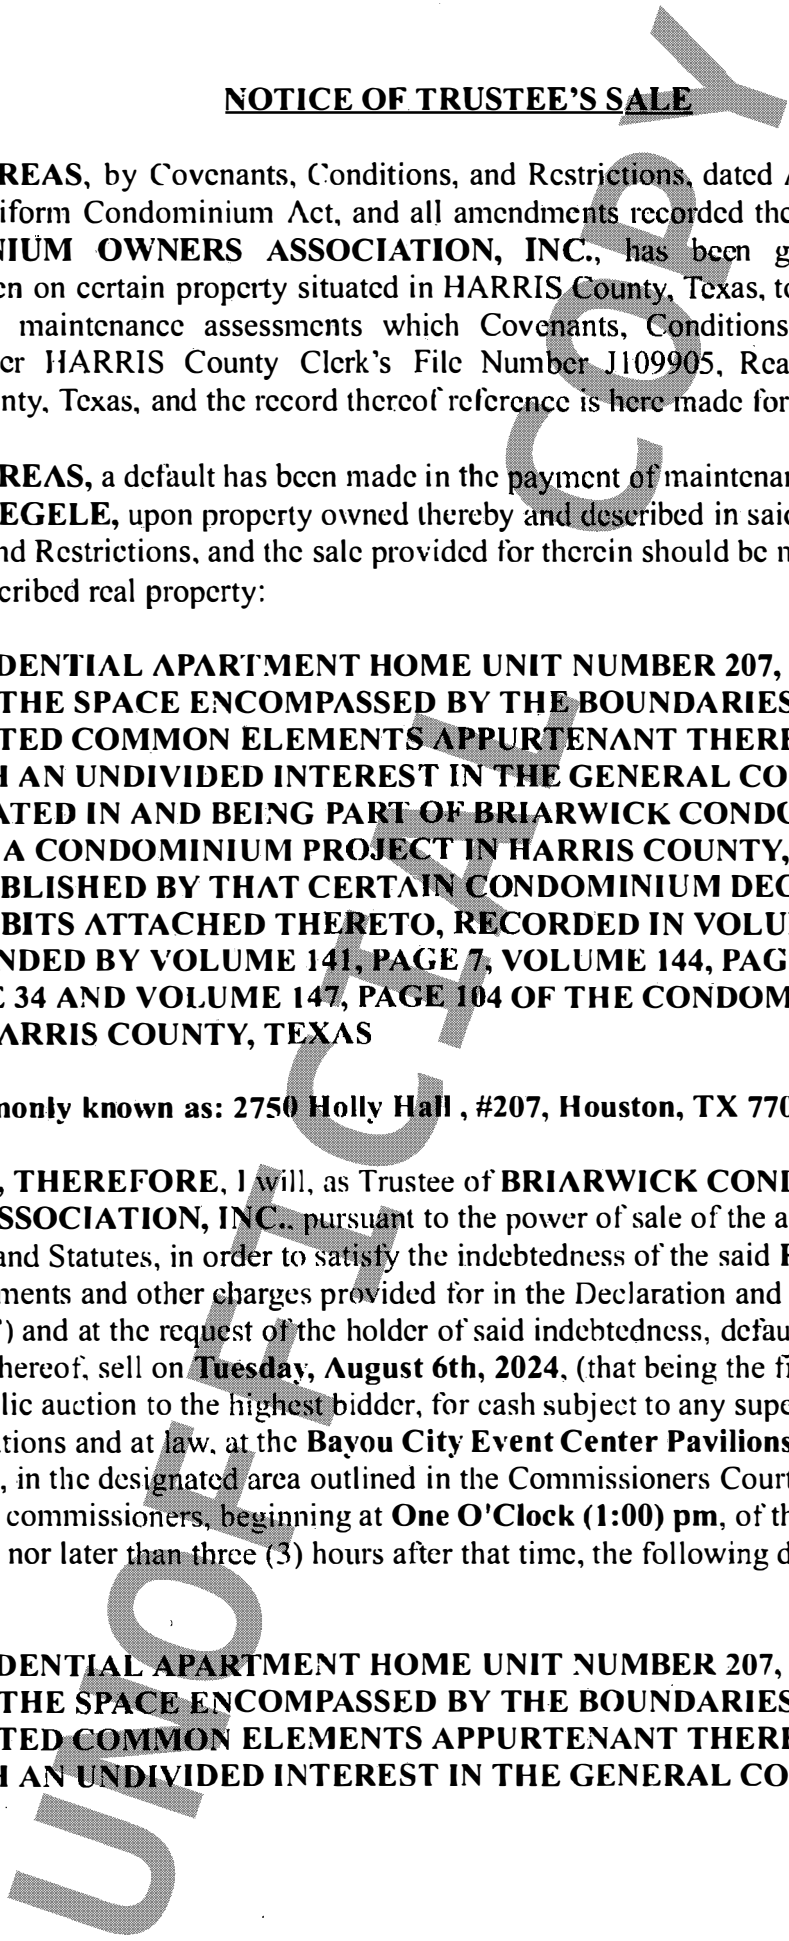 NOTICE OF TRUSTEE'S SALE
REAS, by Covenants, Conditions, and Restrictions, dated
iform Condominium Act, and all amendments recorded the
NIUM OWNERS ASSOCIATION, INC., has been g
en on certain property situated in HARRIS County, Texas, to
maintenance assessments which Covenants, Conditions
er HARRIS County Clerk's File Number J109905, Rea
nty, Texas, and the record thereof reference is here made for
REAS, a default has been made in the payment of maintenan
EGELE, upon property owned thereby and described in said
nd Restrictions, and the sale provided for therein should be m
cribed real property:
DENTIAL APARTMENT HOME UNIT NUMBER 207,
THE SPACE ENCOMPASSED BY THE BOUNDARIES
TED COMMON ELEMENTS APPURTENANT THERE
H AN UNDIVIDED INTEREST IN THE GENERAL CO
ATED IN AND BEING PART OF BRIARWICK CONDO
A CONDOMINIUM PROJECT IN HARRIS COUNTY,
BLISHED BY THAT CERTAIN CONDOMINIUM DEC
BITS ATTACHED THERETO, RECORDED IN VOLU
NDED BY VOLUME 141, PAGE 7, VOLUME 144, PAG
E 34 AND VOLUME 147, PAGE 104 OF THE CONDOM
ARRIS COUNTY, TEXAS
monly known as: 2750 Holly Hall , #207, Houston, TX 770
, THEREFORE, I will, as Trustee of BRIARWICK COND
SSOCIATION, INC., pursuant to the power of sale of the a
and Statutes, in order to satisfy the indebtedness of the said
ments and other charges provided for in the Declaration and
) and at the request of the holder of said indebtedness, defau
hereof, sell on Tuesday, August 6th, 2024, (that being the fi
lic auction to the highest bidder, for cash subject to any supe
tions and at law, at the Bayou City Event Center Pavilions
, in the designated area outlined in the Commissioners Court
commissioners, beginning at One O'Clock (1:00) pm, of th
nor later than three (3) hours after that time, the following d
DENTIAL APARTMENT HOME UNIT NUMBER 207,
THE SPACE ENCOMPASSED BY THE BOUNDARIES
TED COMMON ELEMENTS APPURTENANT THERE
H AN UNDIVIDED INTEREST IN THE GENERAL CO
UNOFFICIAL COPY